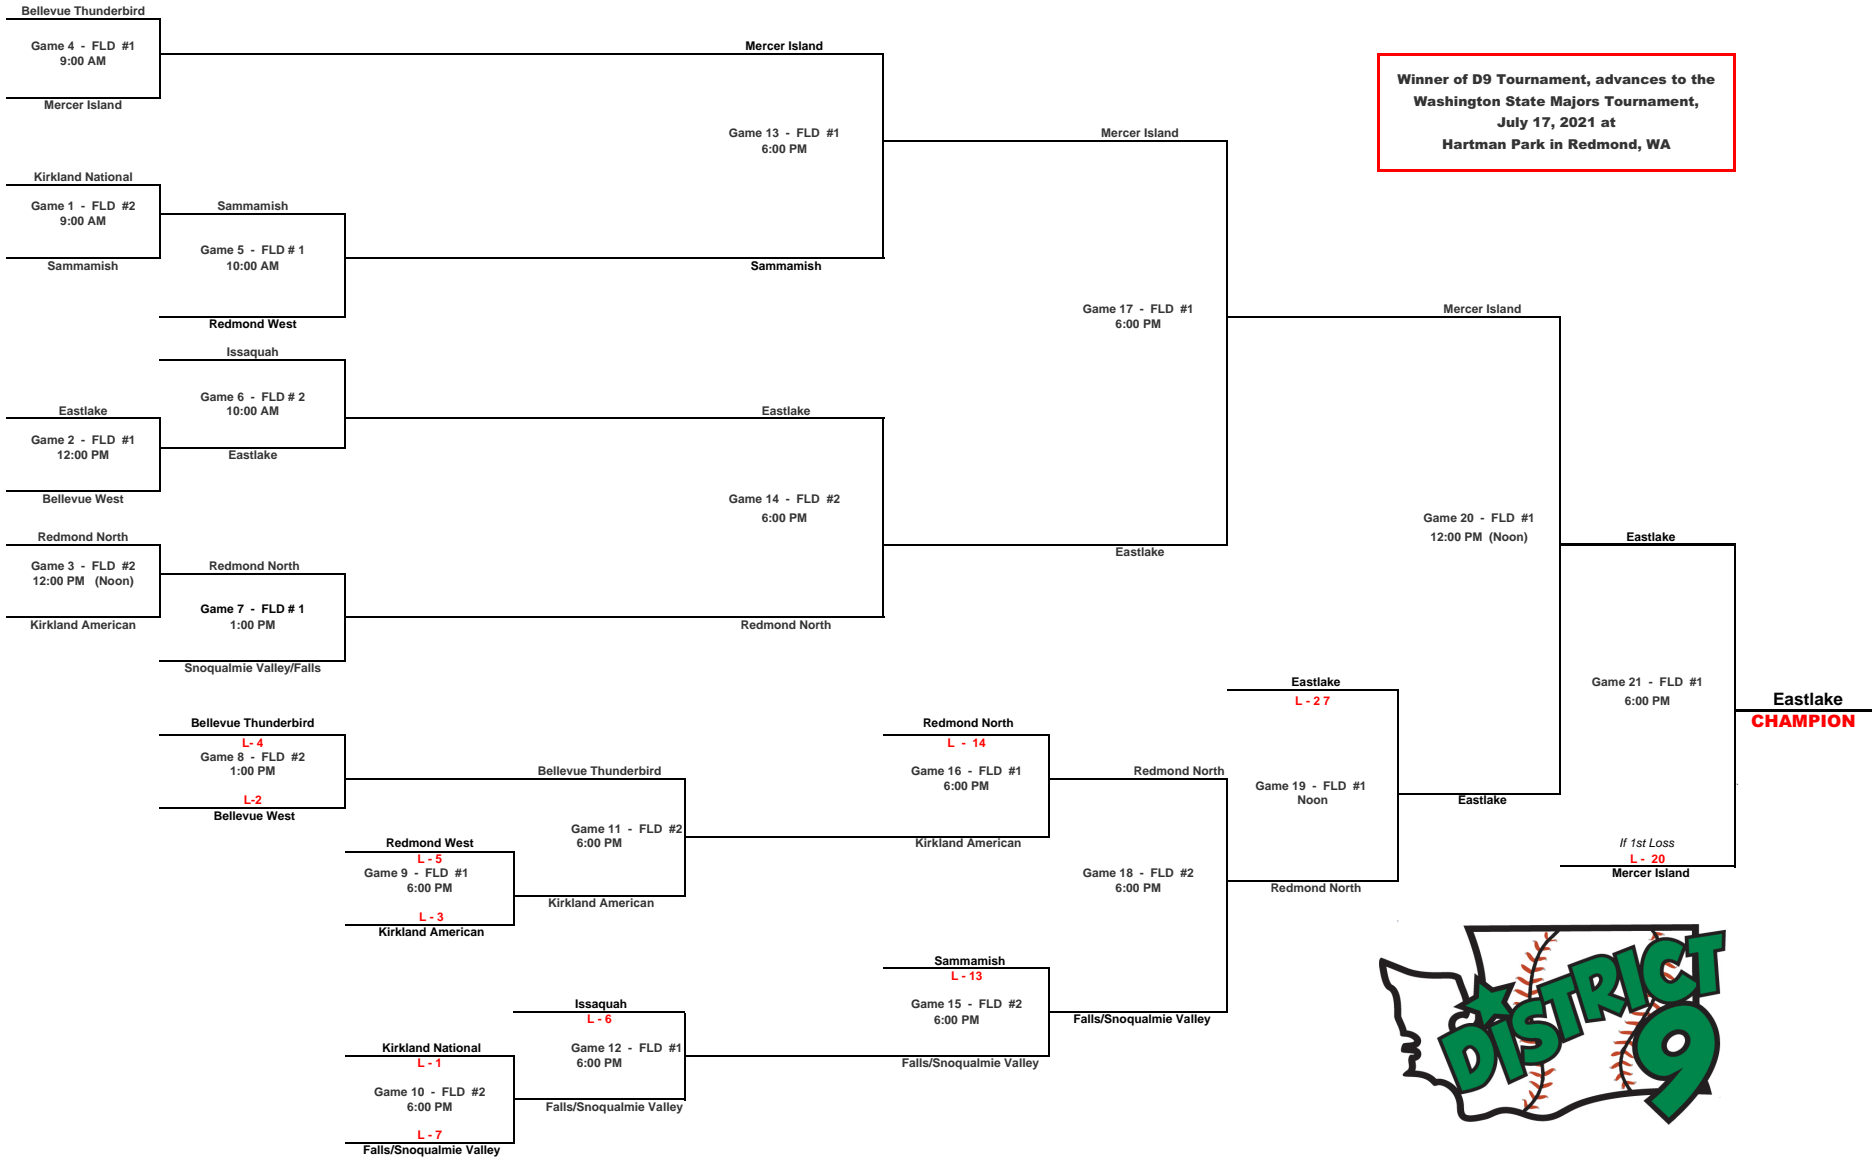 Bellevue Thunderbird
Game 4 - FLD #1
9:00 AM
Mercer Island
Kirkland National
Game 1 - FLD #2
9:00 AM
Sammamish
Sammamish
Game 5 - FLD # 1
10:00 AM
Redmond West
Issaquah
Game 6 - FLD # 2
10:00 AM
Eastlake
Eastlake
Game 2 - FLD #1
12:00 PM
Bellevue West
Redmond North
Game 3 - FLD #2
12:00 PM (Noon)
Kirkland American
Redmond North
Game 7 - FLD # 1
1:00 PM
Snoqualmie Valley/Falls
Mercer Island
Game 13 - FLD #1
6:00 PM
Sammamish
Eastlake
Game 14 - FLD #2
6:00 PM
Redmond North
Mercer Island
Game 17 - FLD #1
6:00 PM
Eastlake
Winner of D9 Tournament, advances to the
Washington State Majors Tournament,
July 17, 2021 at
Hartman Park in Redmond, WA
Mercer Island
Game 20 - FLD #1
12:00 PM (Noon)
Eastlake
Eastlake
Game 21 - FLD #1
6:00 PM
If 1st Loss
L - 20
Mercer Island
Eastlake
CHAMPION
Bellevue Thunderbird
L- 4
Game 8 - FLD #2
1:00 PM
L-2
Bellevue West
Redmond West
L - 5
Game 9 - FLD #1
6:00 PM
L - 3
Kirkland American
Bellevue Thunderbird
Game 11 - FLD #2
6:00 PM
Kirkland American
Kirkland National
L - 1
Game 10 - FLD #2
6:00 PM
L - 7
Falls/Snoqualmie Valley
Issaquah
L - 6
Game 12 - FLD #1
6:00 PM
Falls/Snoqualmie Valley
Redmond North
L - 14
Game 16 - FLD #1
6:00 PM
Kirkland American
Sammamish
L - 13
Game 15 - FLD #2
6:00 PM
Falls/Snoqualmie Valley
Redmond North
Game 18 - FLD #2
6:00 PM
Falls/Snoqualmie Valley
Eastlake
L - 2 7
Game 19 - FLD #1
Noon
Redmond North
DISTRICT
9